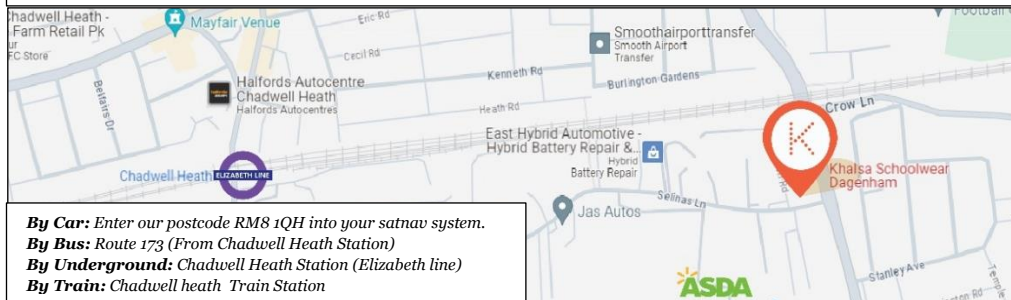 Chadwell Heath -
Farm Retail Pk
FC Store
Mayfair Venue
Eric Rd
Cecil Rd
Belfairs Dr
Halfords Autocentre
Chadwell Heath
Halfords Autocentres
Kenneth Rd
Smoothairporttransfer
Smooth Airport
Transfer
Burlington Gardens
Football
Crow Ln
Heath Rd
East Hybrid Automotive -
Hybrid Battery Repair &...
Hybrid
Battery Repair
K
Khalsa Schoolwear
Dagenham
Chadwell Heath
ELIZABETH LINE
Selinas Ln
Jas Autos
Stanley Ave
ASDA
By Car: Enter our postcode RM8 1QH into your satnav system.
By Bus: Route 173 (From Chadwell Heath Station)
By Underground: Chadwell Heath Station (Elizabeth line)
By Train: Chadwell heath Train Station